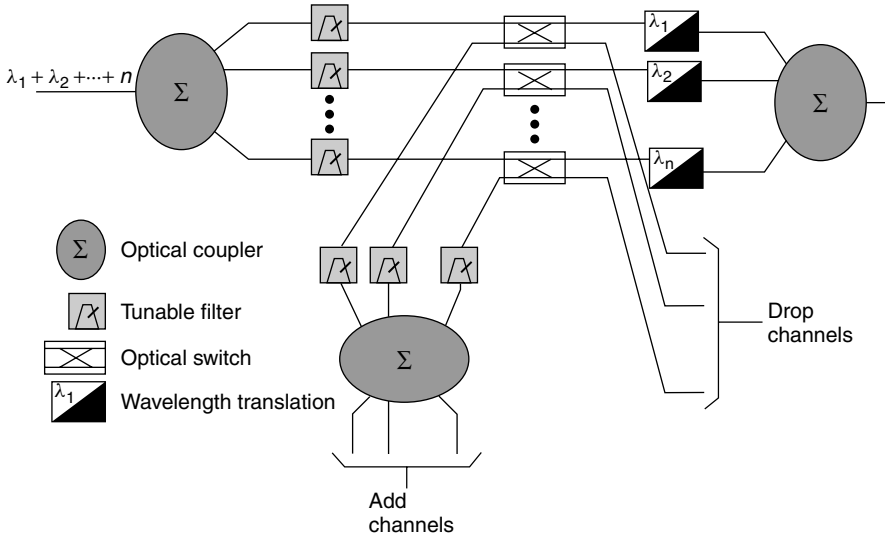 λ1 + λ2 +···+ n
Σ
λ1
λ2
λn
Σ
Σ Optical coupler
Tunable filter
Optical switch
λ1 Wavelength translation
Σ
Drop
channels
Add
channels